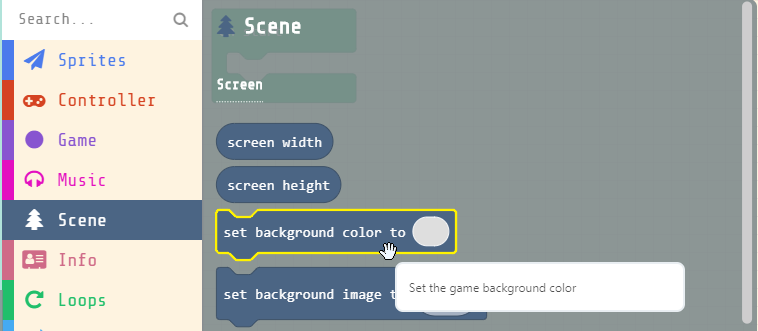 Search...
Sprites
Controller
Game
Music
Scene
Info
Loops
Scene
Screen
screen width
screen height
set background color to
set background image t
Set the game background color